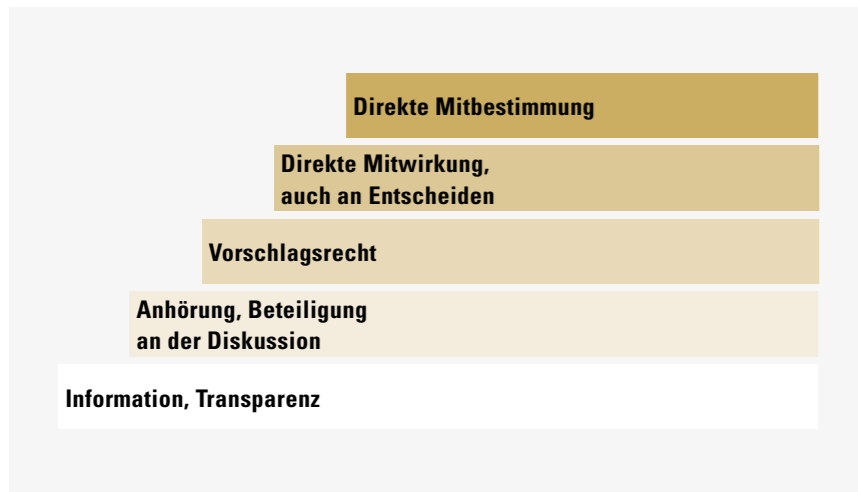 Direkte Mitbestimmung
Direkte Mitwirkung,
auch an Entscheiden
Vorschlagsrecht
Anhörung, Beteiligung
an der Diskussion
Information, Transparenz